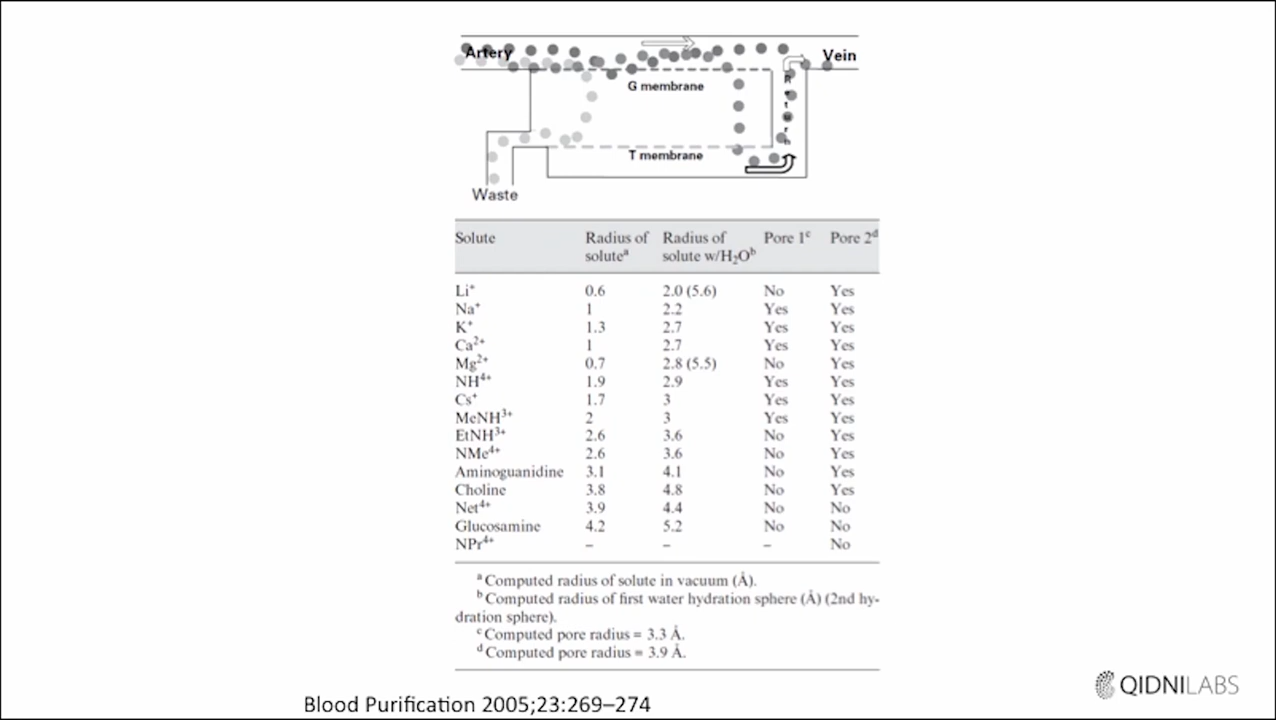 Artery
Vein
G membrane
Return
T membrane
Waste
Solute Radius of soluteᵃ Radius of solute w/H₂Oᵇ Pore 1ᶜ Pore 2ᵈ
Li⁺ 0.6 2.0 (5.6) No Yes
Na⁺ 1 2.2 Yes Yes
K⁺ 1.3 2.7 Yes Yes
Ca²⁺ 1 2.7 Yes Yes
Mg²⁺ 0.7 2.8 (5.5) No Yes
NH⁴⁺ 1.9 2.9 Yes Yes
Cs⁺ 1.7 3 Yes Yes
MeNH³⁺ 2 3 Yes Yes
EtNH³⁺ 2.6 3.6 No Yes
NMe⁴⁺ 2.6 3.6 No Yes
Aminoguanidine 3.1 4.1 No Yes
Choline 3.8 4.8 No Yes
Net⁴⁺ 3.9 4.4 No No
Glucosamine 4.2 5.2 No No
NPr⁴⁺ – – – No
ᵃ Computed radius of solute in vacuum (Å).
ᵇ Computed radius of first water hydration sphere (Å) (2nd hy-
dration sphere).
ᶜ Computed pore radius = 3.3 Å.
ᵈ Computed pore radius = 3.9 Å.
Blood Purification 2005;23:269–274
QIDNILABS